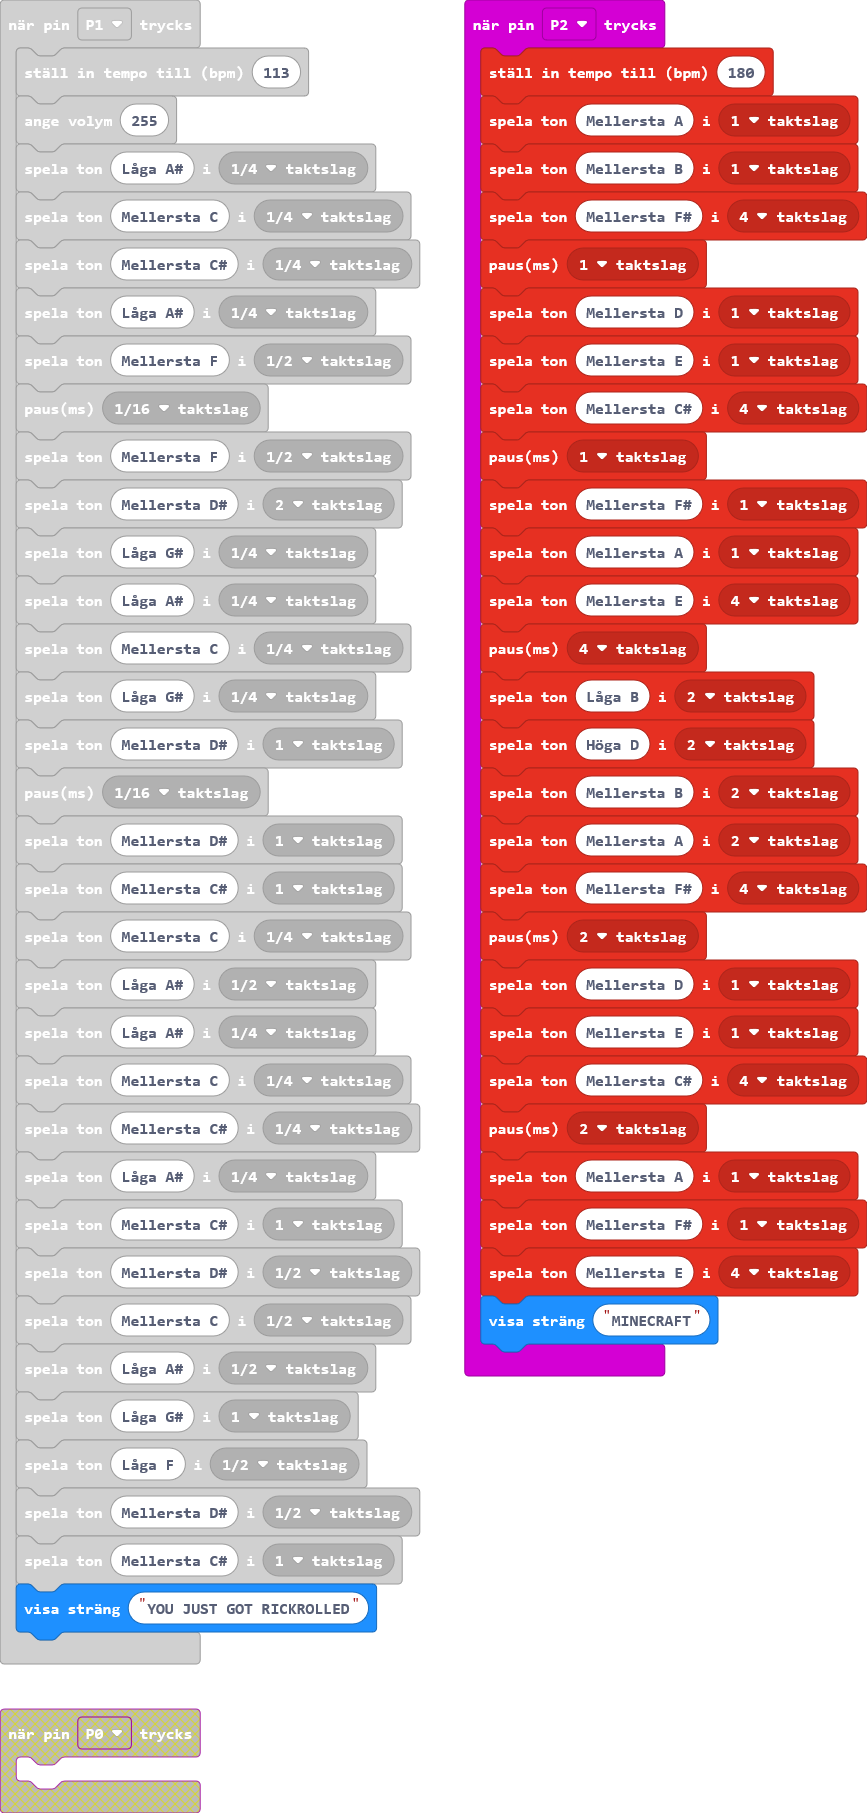 när pin P1 trycks
ställ in tempo till (bpm) 113
ange volym 255
spela ton Låga A# i 1/4 taktslag
spela ton Mellersta C i 1/4 taktslag
spela ton Mellersta C# i 1/4 taktslag
spela ton Låga A# i 1/4 taktslag
spela ton Mellersta F i 1/2 taktslag
paus(ms) 1/16 taktslag
spela ton Mellersta F i 1/2 taktslag
spela ton Mellersta D# i 2 taktslag
spela ton Låga G# i 1/4 taktslag
spela ton Låga A# i 1/4 taktslag
spela ton Mellersta C i 1/4 taktslag
spela ton Låga G# i 1/4 taktslag
spela ton Mellersta D# i 1 taktslag
paus(ms) 1/16 taktslag
spela ton Mellersta D# i 1 taktslag
spela ton Mellersta C# i 1 taktslag
spela ton Mellersta C i 1/4 taktslag
spela ton Låga A# i 1/2 taktslag
spela ton Låga A# i 1/4 taktslag
spela ton Mellersta C i 1/4 taktslag
spela ton Mellersta C# i 1/4 taktslag
spela ton Låga A# i 1/4 taktslag
spela ton Mellersta C# i 1 taktslag
spela ton Mellersta D# i 1/2 taktslag
spela ton Mellersta C i 1/2 taktslag
spela ton Låga A# i 1/2 taktslag
spela ton Låga G# i 1 taktslag
spela ton Låga F i 1/2 taktslag
spela ton Mellersta D# i 1/2 taktslag
spela ton Mellersta C# i 1 taktslag
visa sträng "YOU JUST GOT RICKROLLED"
när pin P0 trycks
när pin P2 trycks
ställ in tempo till (bpm) 180
spela ton Mellersta A i 1 taktslag
spela ton Mellersta B i 1 taktslag
spela ton Mellersta F# i 4 taktslag
paus(ms) 1 taktslag
spela ton Mellersta D i 1 taktslag
spela ton Mellersta E i 1 taktslag
spela ton Mellersta C# i 4 taktslag
paus(ms) 1 taktslag
spela ton Mellersta F# i 1 taktslag
spela ton Mellersta A i 1 taktslag
spela ton Mellersta E i 4 taktslag
paus(ms) 4 taktslag
spela ton Låga B i 2 taktslag
spela ton Höga D i 2 taktslag
spela ton Mellersta B i 2 taktslag
spela ton Mellersta A i 2 taktslag
spela ton Mellersta F# i 4 taktslag
paus(ms) 2 taktslag
spela ton Mellersta D i 1 taktslag
spela ton Mellersta E i 1 taktslag
spela ton Mellersta C# i 4 taktslag
paus(ms) 2 taktslag
spela ton Mellersta A i 1 taktslag
spela ton Mellersta F# i 1 taktslag
spela ton Mellersta E i 4 taktslag
visa sträng "MINECRAFT"